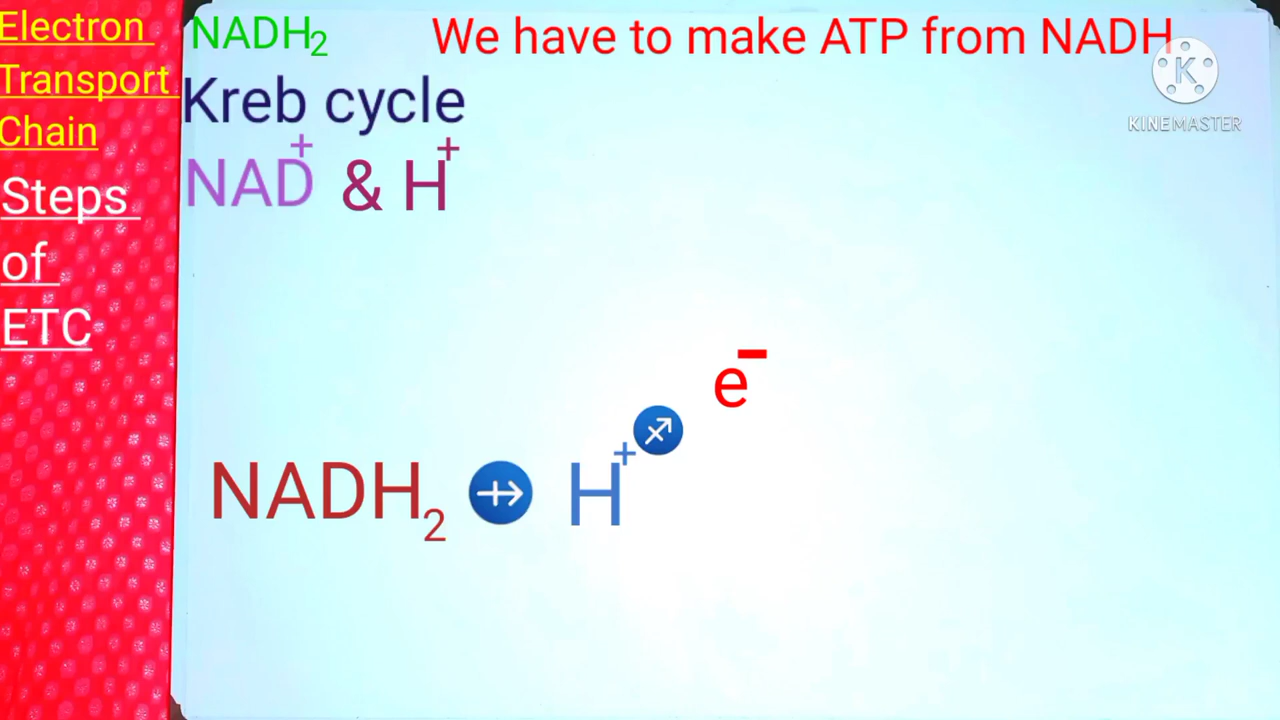 Electron
Transport
Chain
Steps
of
ETC
NADH₂
We have to make ATP from NADH
Kreb cycle
NAD⁺ & H⁺
NADH₂ H⁺ e⁻
K
KINEMASTER